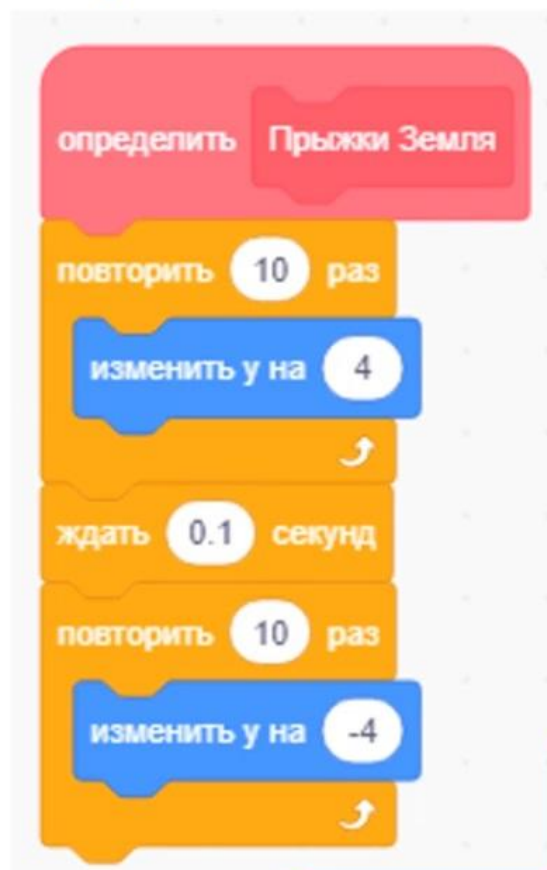 определить Прыжки Земля
повторить 10 раз
изменить y на 4
ждать 0.1 секунд
повторить 10 раз
изменить y на -4